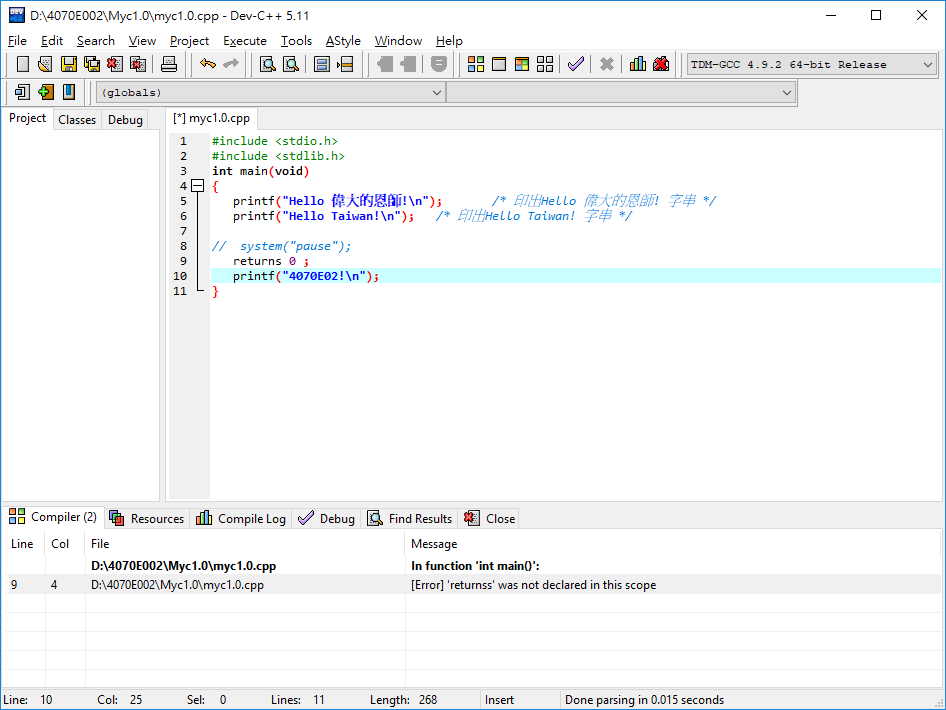 D:\4070E002\Myc1.0\myc1.0.cpp - Dev-C++ 5.11
File Edit Search View Project Execute Tools AStyle Window Help
TDM-GCC 4.9.2 64-bit Release
(globals)
Project Classes Debug
[*] myc1.0.cpp
1 #include <stdio.h>
2 #include <stdlib.h>
3 int main(void)
4 {
5 printf("Hello 偉大的恩師!\n"); /* 印出Hello 偉大的恩師! 字串 */
6 printf("Hello Taiwan!\n"); /* 印出Hello Taiwan! 字串 */
7
8 // system("pause");
9 returns 0 ;
10 printf("4070E02!\n");
11 }
Compiler (2) Resources Compile Log Debug Find Results Close
Line Col File Message
D:\4070E002\Myc1.0\myc1.0.cpp In function 'int main()':
9 4 D:\4070E002\Myc1.0\myc1.0.cpp [Error] 'returnss' was not declared in this scope
Line: 10 Col: 25 Sel: 0 Lines: 11 Length: 268 Insert Done parsing in 0.015 seconds